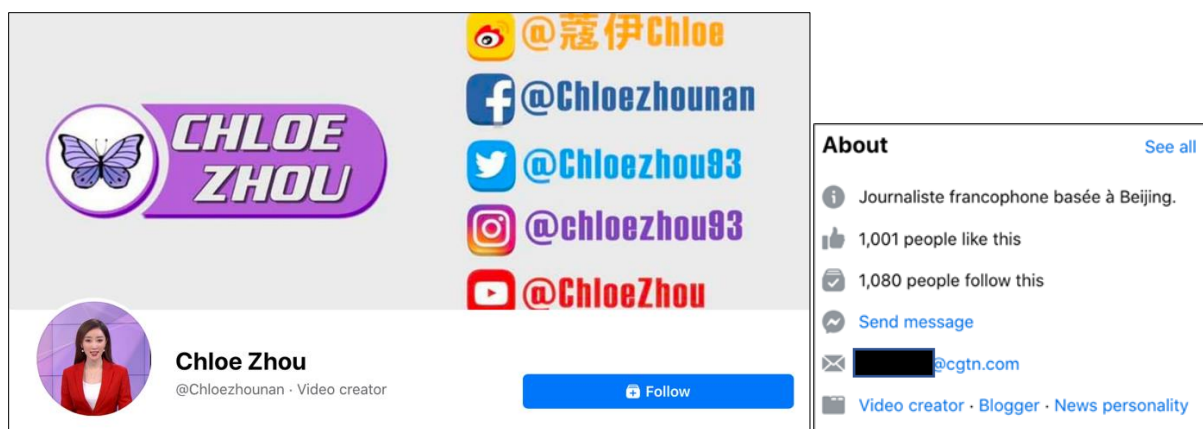 @蔻伊Chloe
@Chloezhounan
@Chloezhou93
@chloezhou93
@ChloeZhou
CHLOE
ZHOU
Chloe Zhou
@Chloezhounan · Video creator
Follow
About
See all
Journaliste francophone basée à Beijing.
1,001 people like this
1,080 people follow this
Send message
@cgtn.com
Video creator · Blogger · News personality